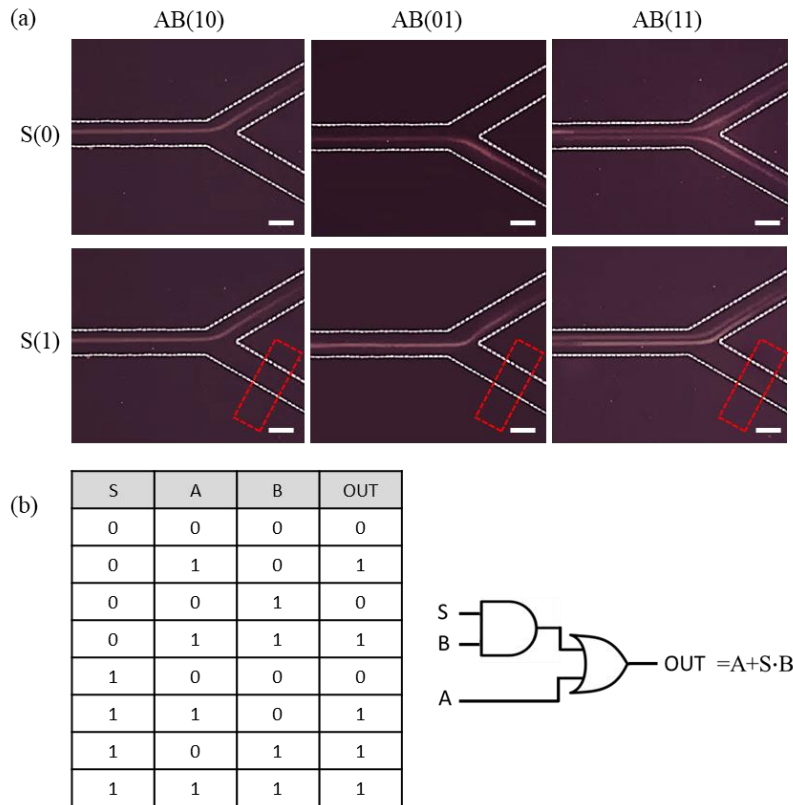 (a)
AB(10) AB(01) AB(11)
S(0)
S(1)
(b)
S A B OUT
0 0 0 0
0 1 0 1
0 0 1 0
0 1 1 1
1 0 0 0
1 1 0 1
1 0 1 1
1 1 1 1
S
B
A
OUT =A+S·B